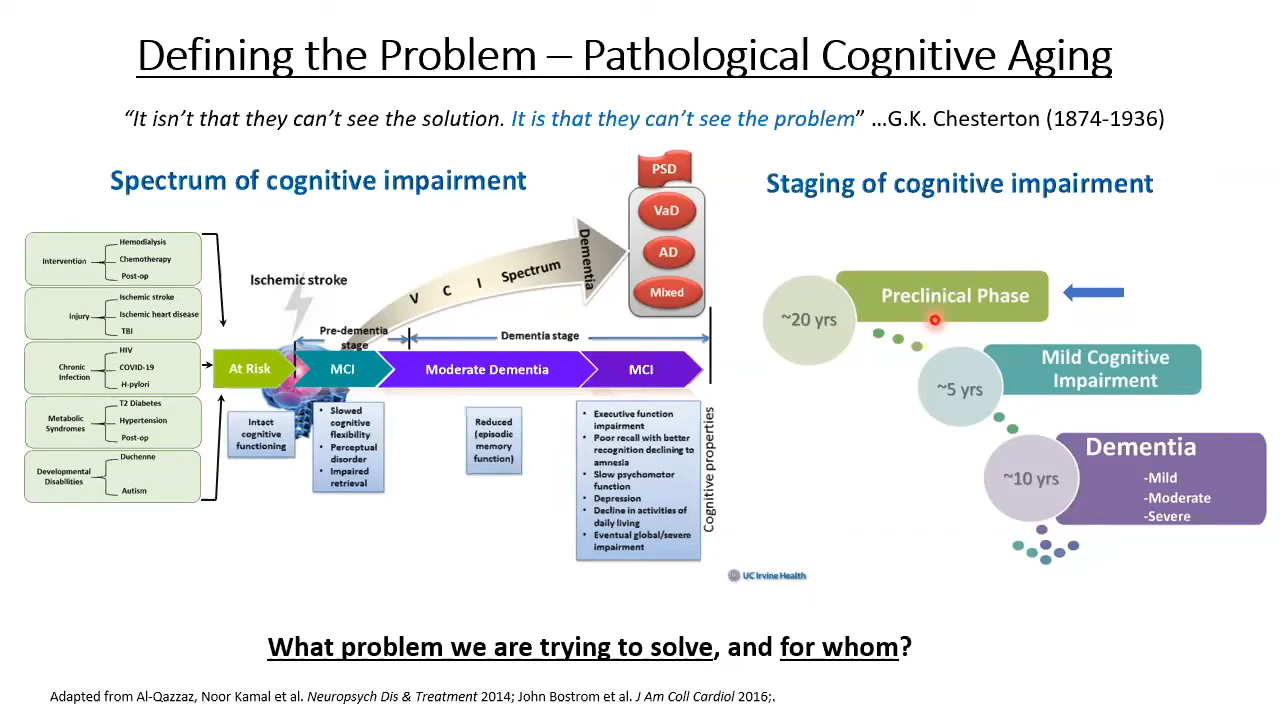 Defining the Problem – Pathological Cognitive Aging
“It isn’t that they can’t see the solution. It is that they can’t see the problem” …G.K. Chesterton (1874-1936)
Spectrum of cognitive impairment
Intervention
Hemodialysis
Chemotherapy
Post-op
Injury
Ischemic stroke
Ischemic heart disease
TBI
Chronic
Infection
HIV
COVID-19
H-pylori
Metabolic
Syndromes
T2 Diabetes
Hypertension
Post-op
Developmental
Disabilities
Duchenne
Autism
Ischemic stroke
V C I Spectrum
Dementia
PSD
VaD
AD
Mixed
Pre-dementia
stage
Dementia stage
At Risk
MCI
Moderate Dementia
MCI
Intact
cognitive
functioning
• Slowed
cognitive
flexibility
• Perceptual
disorder
• Impaired
retrieval
Reduced
(episodic
memory
function)
• Executive function
impairment
• Poor recall with better
recognition declining to
amnesia
• Slow psychomotor
function
• Depression
• Decline in activities of
daily living
• Eventual global/severe
impairment
Cognitive properties
Staging of cognitive impairment
~20 yrs
Preclinical Phase
~5 yrs
Mild Cognitive
Impairment
~10 yrs
Dementia
-Mild
-Moderate
-Severe
UC Irvine Health
What problem we are trying to solve, and for whom?
Adapted from Al-Qazzaz, Noor Kamal et al. Neuropsych Dis & Treatment 2014; John Bostrom et al. J Am Coll Cardiol 2016;.